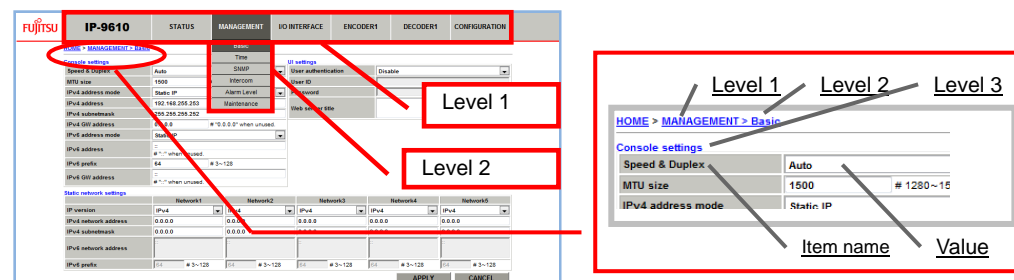 FUJITSU IP-9610 STATUS MANAGEMENT I/O INTERFACE ENCODER1 DECODER1 CONFIGURATION
HOME > MANAGEMENT > Basic
Basic
Time
SNMP
Intercom
Alarm Level
Maintenance
Console settings
Speed & Duplex Auto
MTU size 1500
IPv4 address mode Static IP
IPv4 address 192.168.255.253
IPv4 subnetmask 255.255.255.252
IPv4 GW address 0.0.0.0 # "0.0.0.0" when unused.
IPv6 address mode Static IP
IPv6 address ::
# "::" when unused.
IPv6 prefix 64 # 3~128
IPv6 GW address ::
# "::" when unused.
UI settings
User authentication Disable
User ID
Password
Web server title
Level 1
Level 2
Static network settings
Network1 Network2 Network3 Network4 Network5
IP version IPv4 IPv4 IPv4 IPv4 IPv4
IPv4 network address 0.0.0.0 0.0.0.0 0.0.0.0 0.0.0.0 0.0.0.0
IPv4 subnetmask 0.0.0.0 0.0.0.0 0.0.0.0 0.0.0.0 0.0.0.0
IPv6 network address
IPv6 prefix 64 # 3~128 64 # 3~128 64 # 3~128 64 # 3~128 64 # 3~128
APPLY CANCEL
Level 1 Level 2 Level 3
HOME > MANAGEMENT > Basic
Console settings
Speed & Duplex Auto
MTU size 1500 # 1280~15
IPv4 address mode Static IP
Item name Value